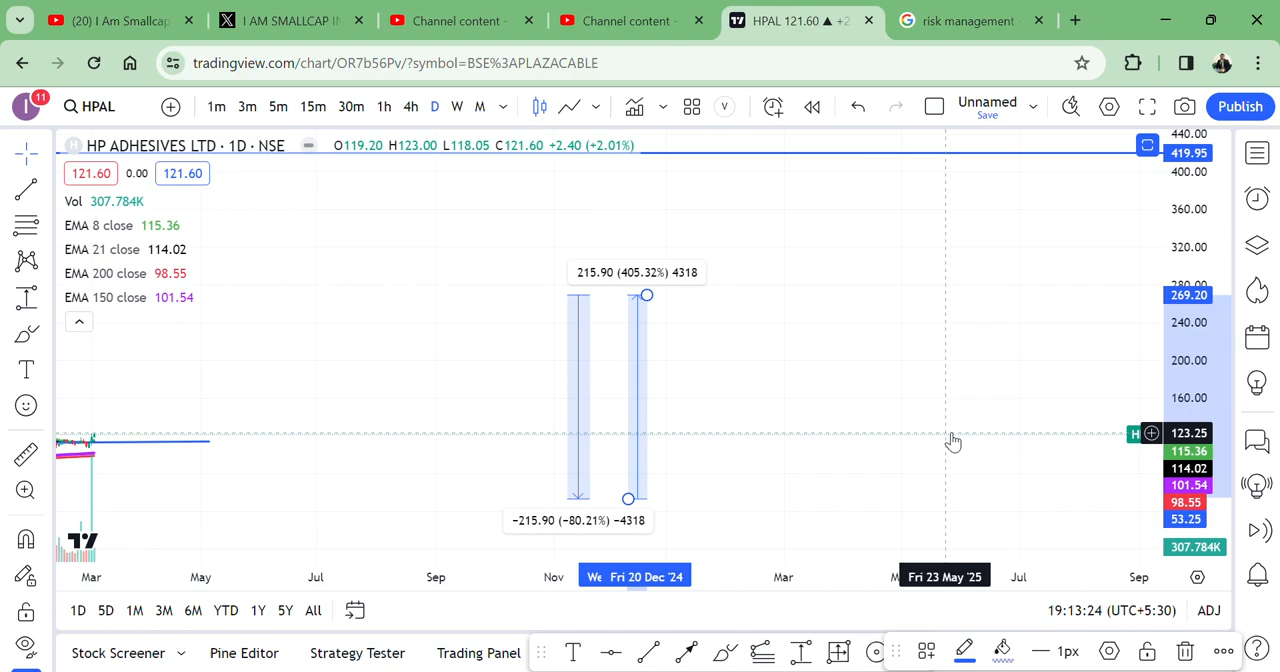 (20) I Am Smallcap
I AM SMALLCAP IN
Channel content -
Channel content -
HPAL 121.60 ▲ +2
risk management -
tradingview.com/chart/OR7b56Pv/?symbol=BSE%3APLAZACABLE
I
11
HPAL
1m 3m 5m 15m 30m 1h 4h D W M
V
Unnamed
Save
Publish
H HP ADHESIVES LTD · 1D · NSE O119.20 H123.00 L118.05 C121.60 +2.40 (+2.01%)
121.60 0.00 121.60
Vol 307.784K
EMA 8 close 115.36
EMA 21 close 114.02
EMA 200 close 98.55
EMA 150 close 101.54
440.00
419.95
400.00
360.00
320.00
280.00
269.20
240.00
200.00
160.00
123.25
115.36
114.02
101.54
98.55
53.25
307.784K
215.90 (405.32%) 4318
−215.90 (−80.21%) −4318
Mar May Jul Sep Nov We Fri 20 Dec '24 Mar Fri 23 May '25 Jul Sep
1D 5D 1M 3M 6M YTD 1Y 5Y All
19:13:24 (UTC+5:30) ADJ
Stock Screener Pine Editor Strategy Tester Trading Panel
1px